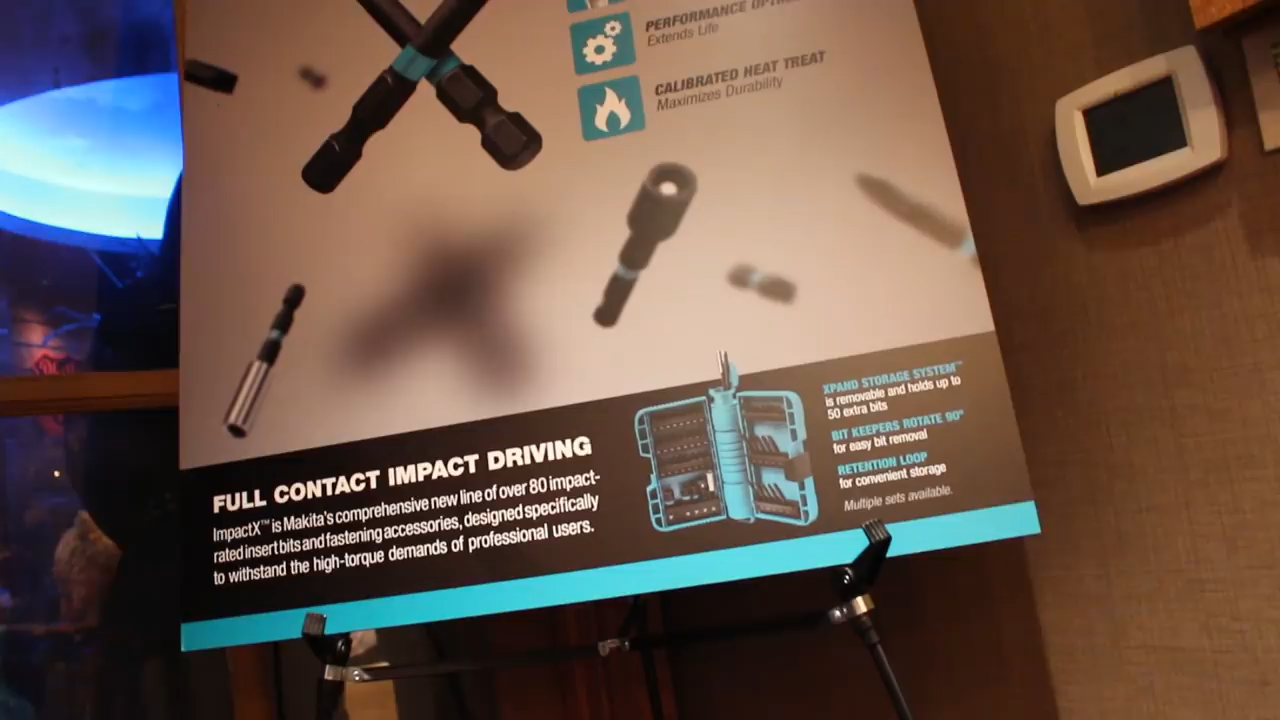 PERFORMANCE
Extends Life
CALIBRATED HEAT TREAT
Maximizes Durability
FULL CONTACT IMPACT DRIVING
ImpactX™ is Makita's comprehensive new line of over 80 impact-
rated insert bits and fastening accessories, designed specifically
to withstand the high-torque demands of professional users.
XPAND STORAGE SYSTEM™
is removable and holds up to
50 extra bits
BIT KEEPERS ROTATE 90°
for easy bit removal
RETENTION LOOP
for convenient storage
Multiple sets available.